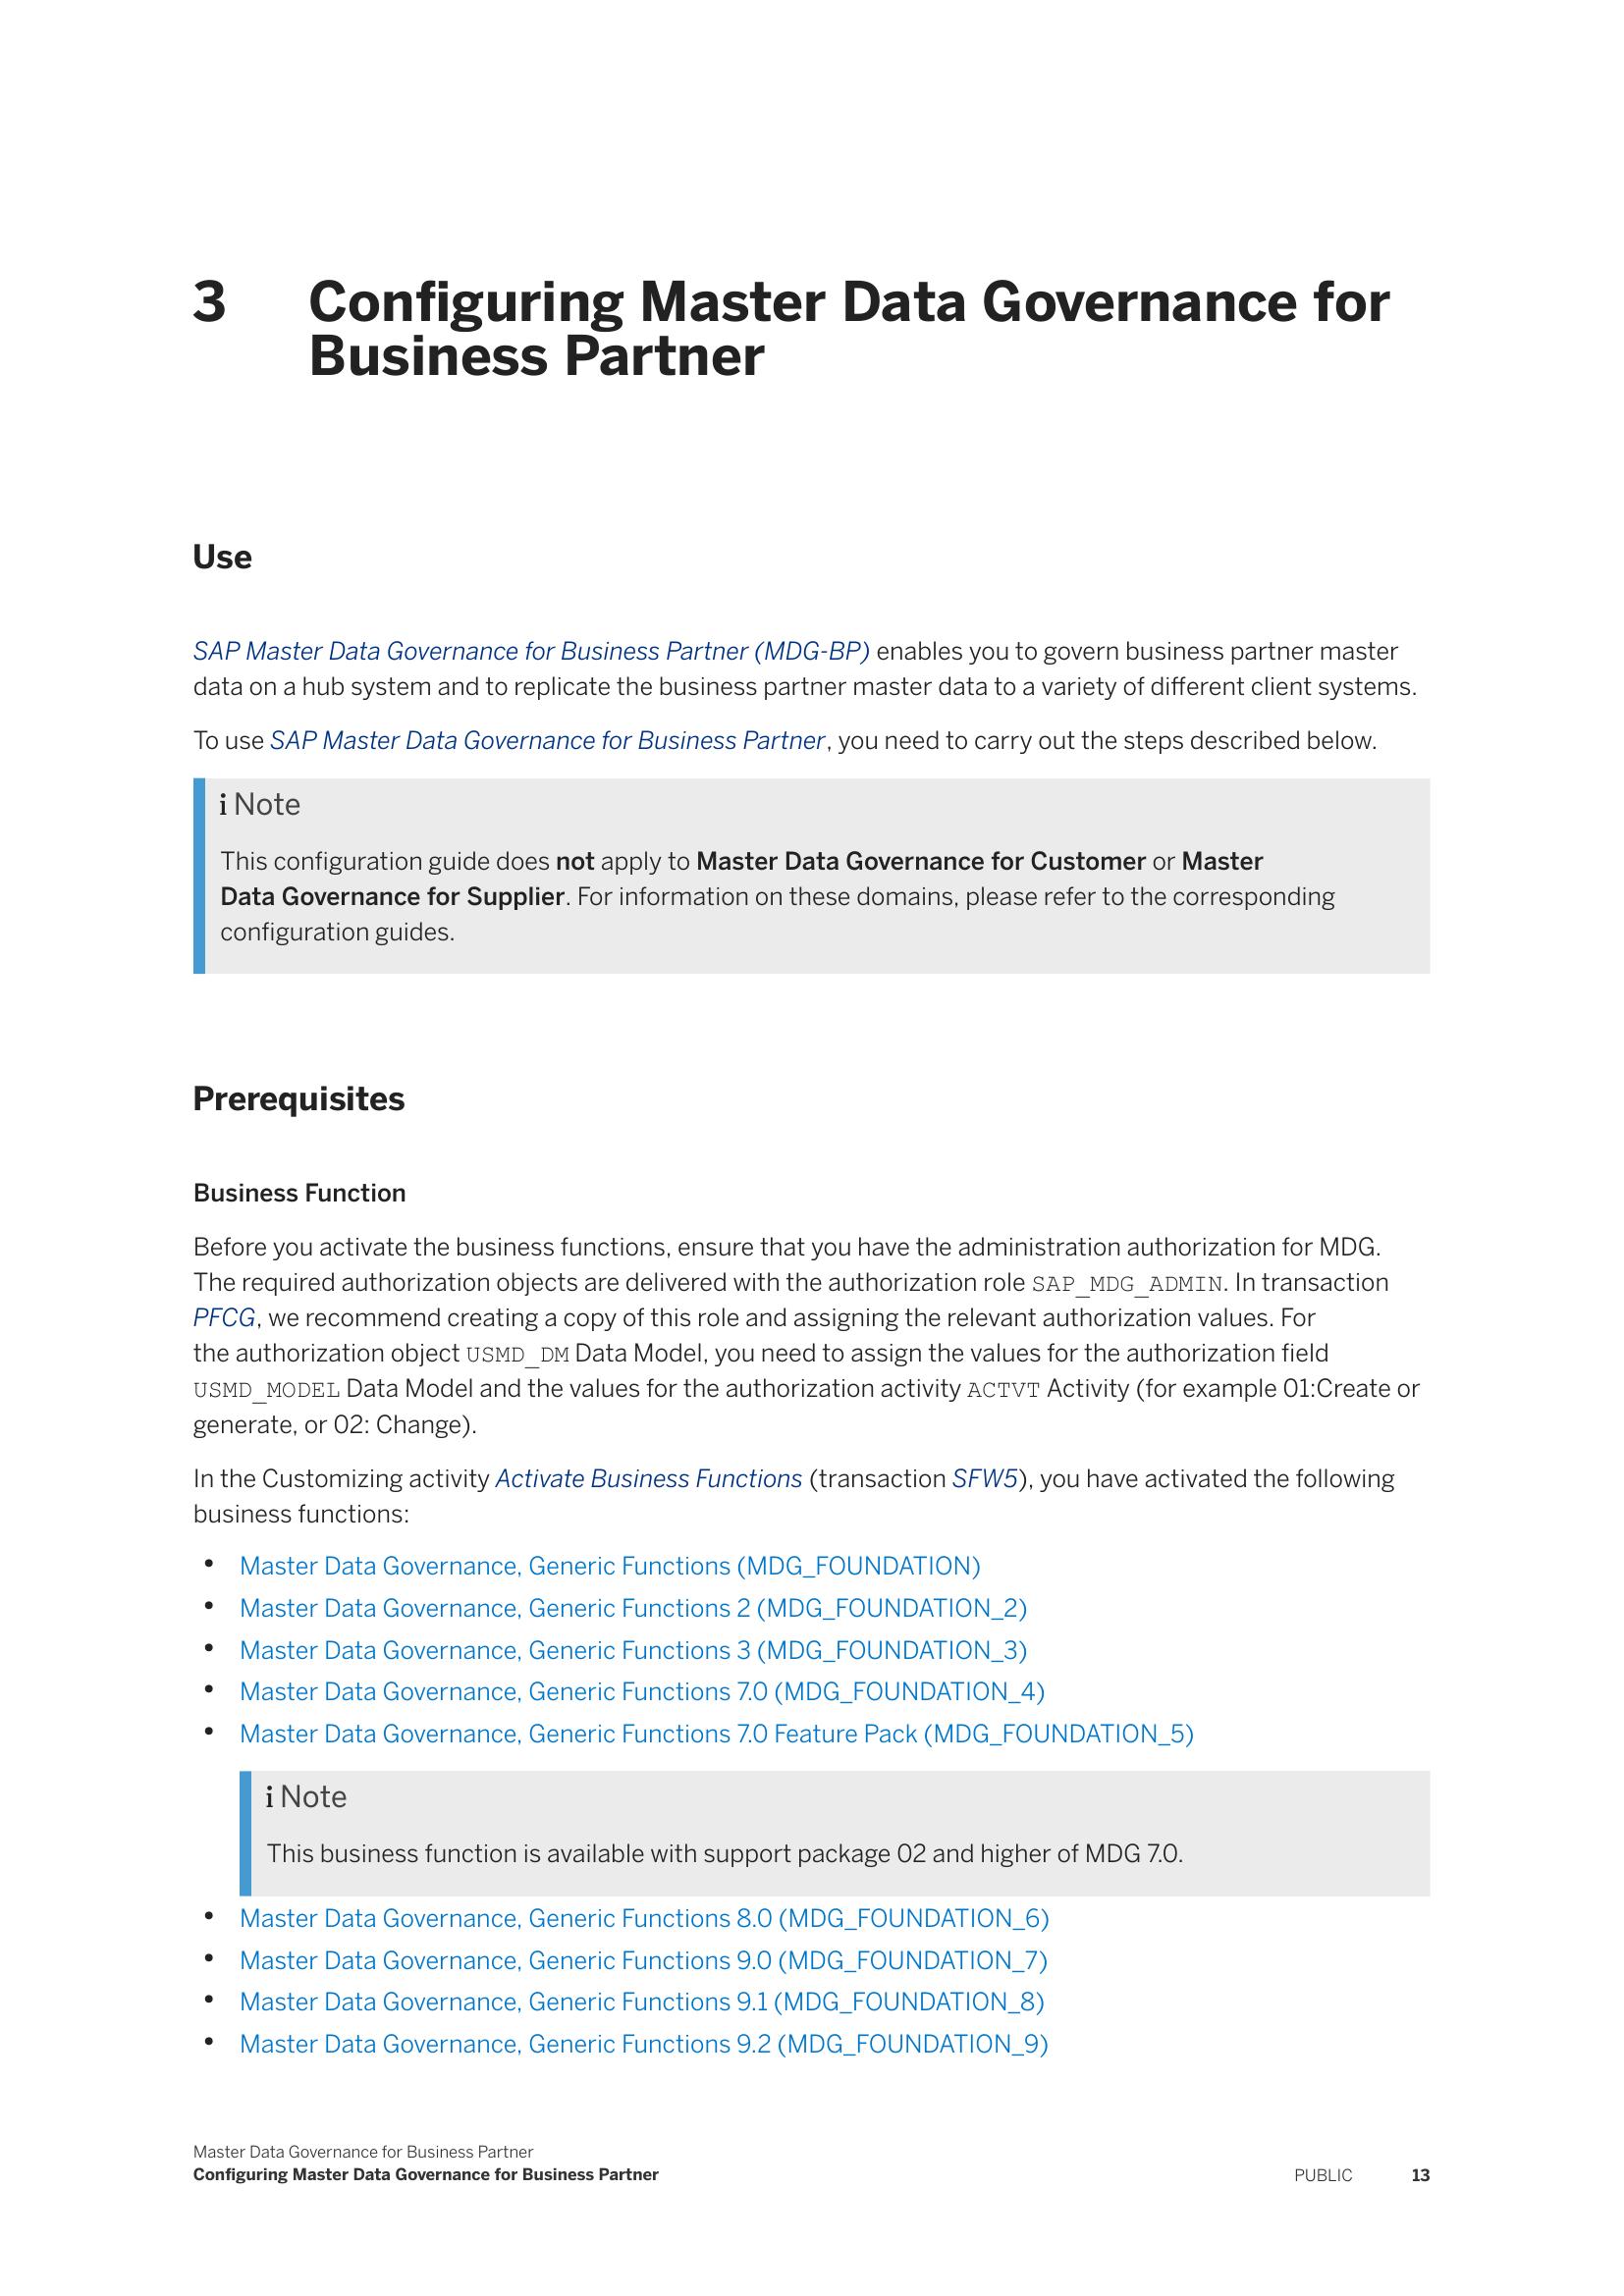 3 Configuring Master Data Governance for
Business Partner
Use
SAP Master Data Governance for Business Partner (MDG-BP) enables you to govern business partner master
data on a hub system and to replicate the business partner master data to a variety of different client systems.
To use SAP Master Data Governance for Business Partner, you need to carry out the steps described below.
i Note
This configuration guide does not apply to Master Data Governance for Customer or Master
Data Governance for Supplier. For information on these domains, please refer to the corresponding
configuration guides.
Prerequisites
Business Function
Before you activate the business functions, ensure that you have the administration authorization for MDG.
The required authorization objects are delivered with the authorization role SAP_MDG_ADMIN. In transaction
PFCG, we recommend creating a copy of this role and assigning the relevant authorization values. For
the authorization object USMD_DM Data Model, you need to assign the values for the authorization field
USMD_MODEL Data Model and the values for the authorization activity ACTVT Activity (for example 01:Create or
generate, or 02: Change).
In the Customizing activity Activate Business Functions (transaction SFW5), you have activated the following
business functions:
• Master Data Governance, Generic Functions (MDG_FOUNDATION)
• Master Data Governance, Generic Functions 2 (MDG_FOUNDATION_2)
• Master Data Governance, Generic Functions 3 (MDG_FOUNDATION_3)
• Master Data Governance, Generic Functions 7.0 (MDG_FOUNDATION_4)
• Master Data Governance, Generic Functions 7.0 Feature Pack (MDG_FOUNDATION_5)
i Note
This business function is available with support package 02 and higher of MDG 7.0.
• Master Data Governance, Generic Functions 8.0 (MDG_FOUNDATION_6)
• Master Data Governance, Generic Functions 9.0 (MDG_FOUNDATION_7)
• Master Data Governance, Generic Functions 9.1 (MDG_FOUNDATION_8)
• Master Data Governance, Generic Functions 9.2 (MDG_FOUNDATION_9)
Master Data Governance for Business Partner
Configuring Master Data Governance for Business Partner PUBLIC 13